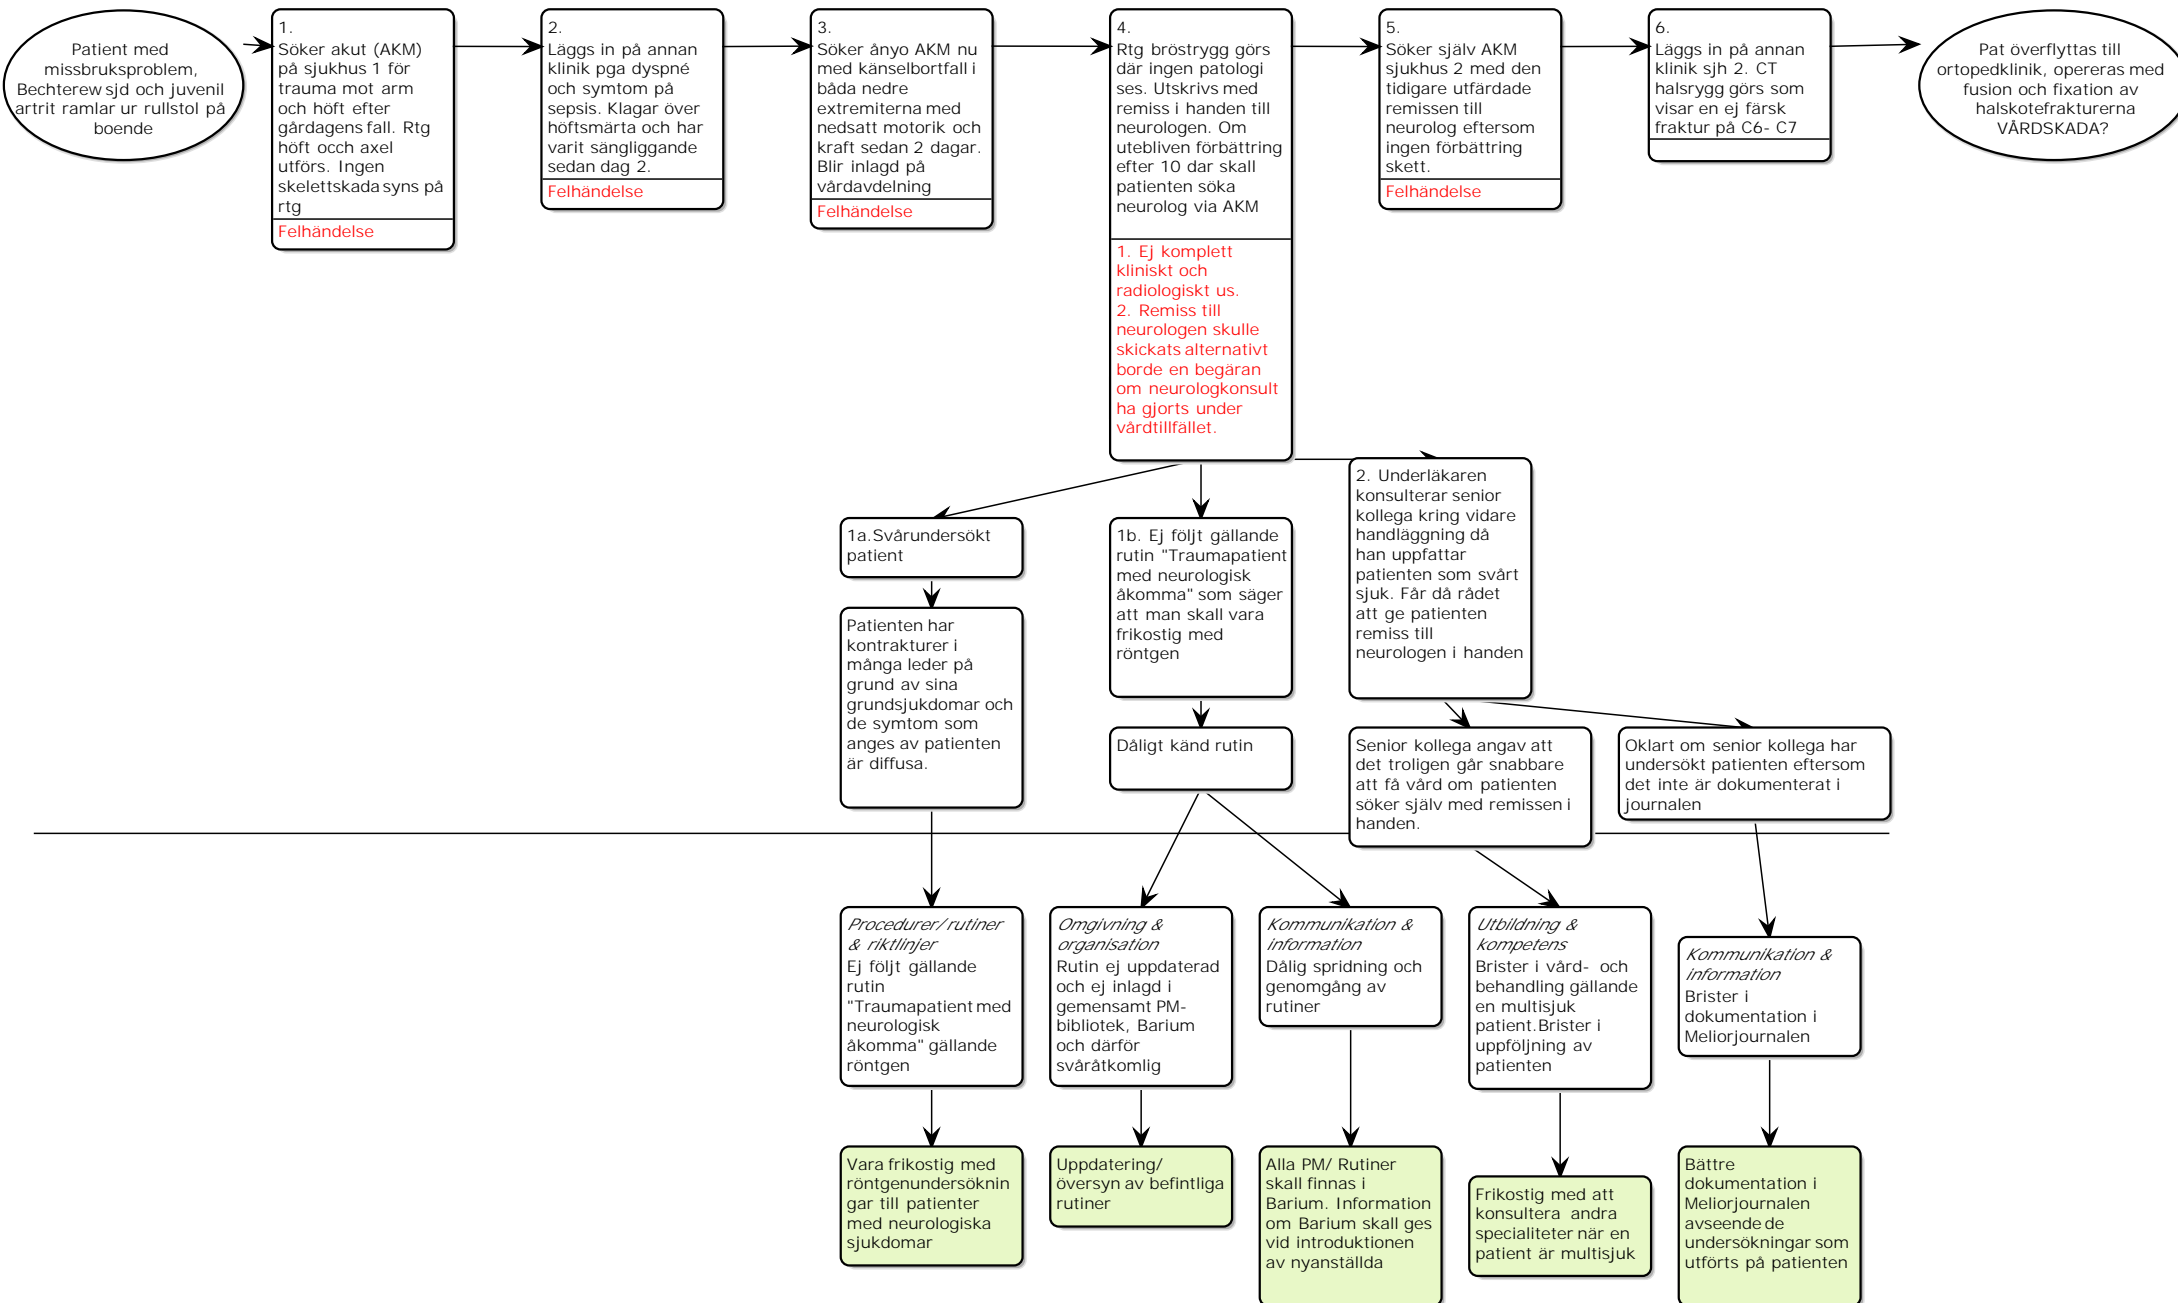 Patient med
missbruksproblem,
Bechterew sjd och juvenil
artrit ramlar ur rullstol på
boende
1.
Söker akut (AKM)
på sjukhus 1 för
trauma mot arm
och höft efter
gårdagens fall. Rtg
höft occh axel
utförs. Ingen
skelettskada syns på
rtg
Felhändelse
2.
Läggs in på annan
klinik pga dyspné
och symtom på
sepsis. Klagar över
höftsmärta och har
varit sängliggande
sedan dag 2.
Felhändelse
3.
Söker ånyo AKM nu
med känselbortfall i
båda nedre
extremiterna med
nedsatt motorik och
kraft sedan 2 dagar.
Blir inlagd på
vårdavdelning
Felhändelse
4.
Rtg bröstrygg görs
där ingen patologi
ses. Utskrivs med
remiss i handen till
neurologen. Om
utebliven förbättring
efter 10 dar skall
patienten söka
neurolog via AKM
1. Ej komplett
kliniskt och
radiologiskt us.
2. Remiss till
neurologen skulle
skickats alternativt
borde en begäran
om neurologkonsult
ha gjorts under
vårdtillfället.
5.
Söker själv AKM
sjukhus 2 med den
tidigare utfärdade
remissen till
neurolog eftersom
ingen förbättring
skett.
Felhändelse
6.
Läggs in på annan
klinik sjh 2. CT
halsrygg görs som
visar en ej färsk
fraktur på C6- C7
Pat överflyttas till
ortopedklinik, opereras med
fusion och fixation av
halskotefrakturerna
VÅRDSKADA?
1a.Svårundersökt
patient
Patienten har
kontrakturer i
många leder på
grund av sina
grundsjukdomar och
de symtom som
anges av patienten
är diffusa.
1b. Ej följt gällande
rutin "Traumapatient
med neurologisk
åkomma" som säger
att man skall vara
frikostig med
röntgen
Dåligt känd rutin
2. Underläkaren
konsulterar senior
kollega kring vidare
handläggning då
han uppfattar
patienten som svårt
sjuk. Får då rådet
att ge patienten
remiss till
neurologen i handen
Senior kollega angav att
det troligen går snabbare
att få vård om patienten
söker själv med remissen i
handen.
Oklart om senior kollega har
undersökt patienten eftersom
det inte är dokumenterat i
journalen
Procedurer/rutiner
& riktlinjer
Ej följt gällande
rutin
"Traumapatient med
neurologisk
åkomma" gällande
röntgen
Omgivning &
organisation
Rutin ej uppdaterad
och ej inlagd i
gemensamt PM-
bibliotek, Barium
och därför
svåråtkomlig
Kommunikation &
information
Dålig spridning och
genomgång av
rutiner
Utbildning &
kompetens
Brister i vård- och
behandling gällande
en multisjuk
patient.Brister i
uppföljning av
patienten
Kommunikation &
information
Brister i
dokumentation i
Meliorjournalen
Vara frikostig med
röntgenundersöknin
gar till patienter
med neurologiska
sjukdomar
Uppdatering/
översyn av befintliga
rutiner
Alla PM/ Rutiner
skall finnas i
Barium. Information
om Barium skall ges
vid introduktionen
av nyanställda
Frikostig med att
konsultera andra
specialiteter när en
patient är multisjuk
Bättre
dokumentation i
Meliorjournalen
avseende de
undersökningar som
utförts på patienten